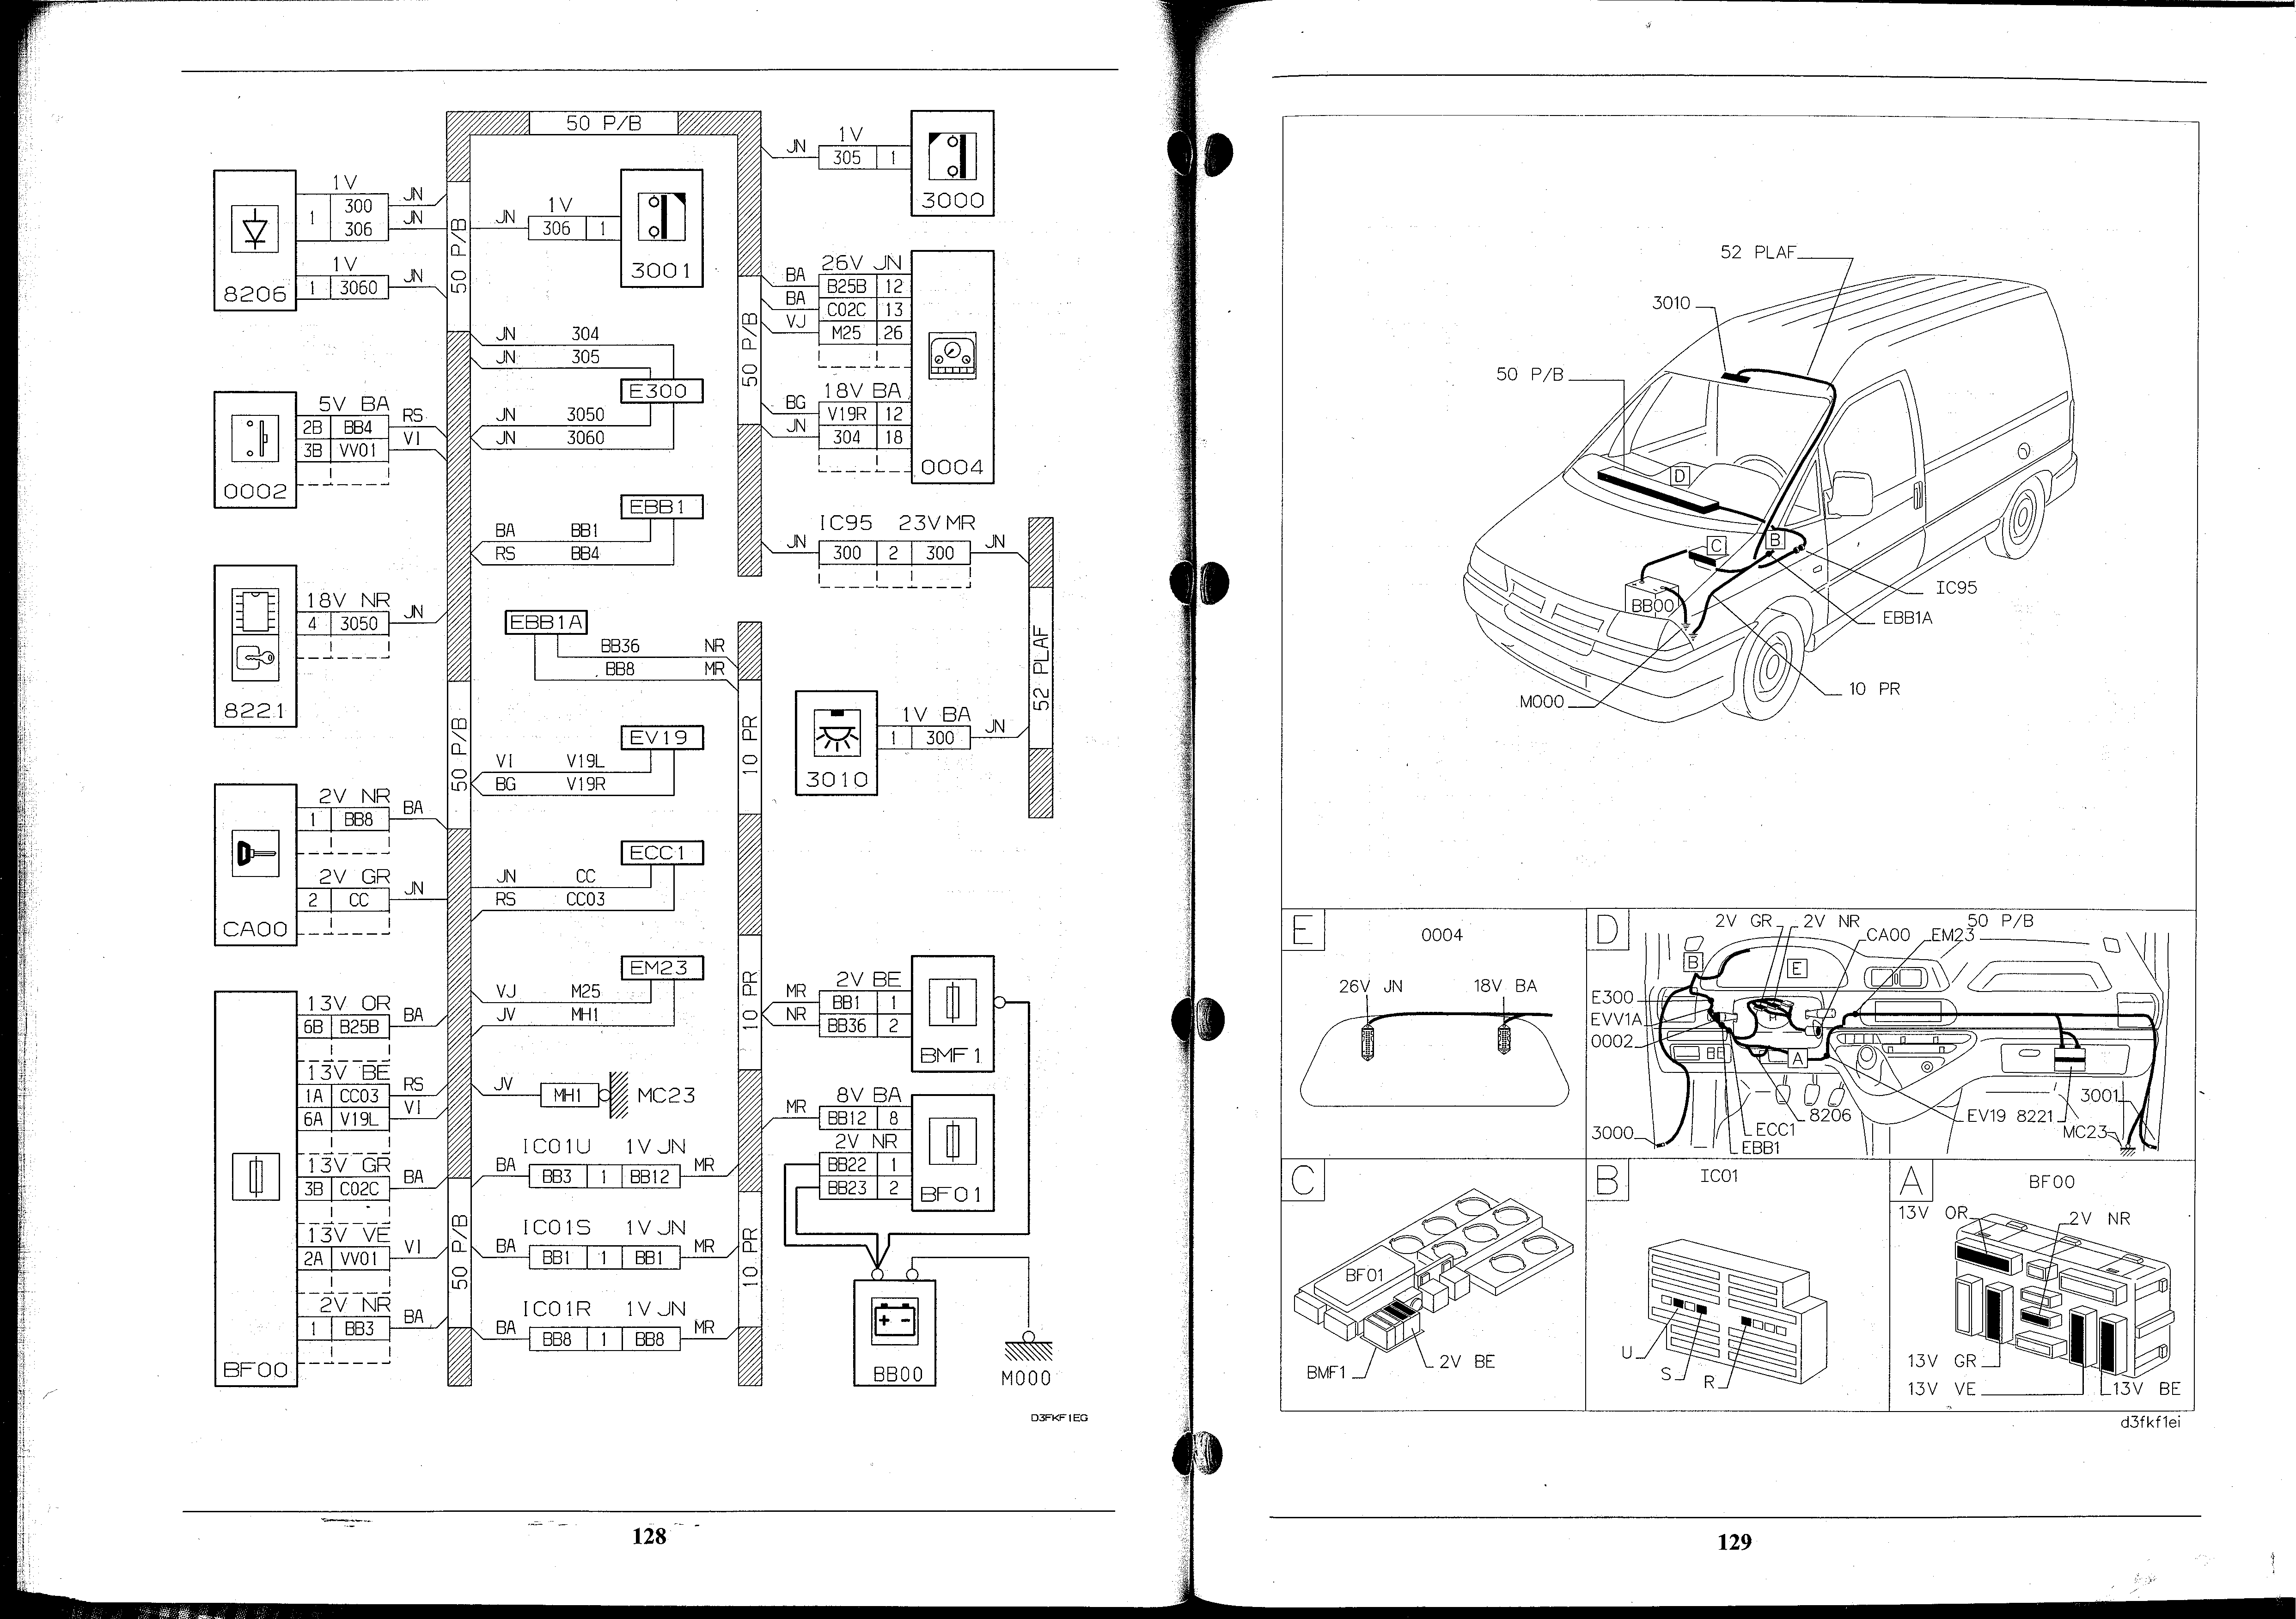 50 P/B
1V
JN 305 1
3000
1V
1 300 JN
306 JN
1V
1 3060 JN
8206
50 P/B
1V
JN 306 1
3001
26V JN
BA B25B 12
BA C02C 13
VJ M25 26
18V BA
BG V19R 12
JN 304 18
0004
50 P/B
JN 304
JN 305
E300
JN 3050
JN 3060
5V BA
2B BB4 RS
3B VV01 VI
0002
EBB1
BA BB1
RS BB4
IC95 23V MR
JN 300 2 300 JN
18V NR
4 3050 JN
8221
EBB1A
BB36 NR
BB8 MR
52 PLAF
50 P/B
EV19
VI V19L
BG V19R
10 PR
1V BA
1 300 JN
3010
2V NR
1 BB8 BA
2V GR
2 CC JN
CA00
ECC1
JN CC
RS CC03
EM23
VJ M25
JV MH1
10 PR
2V BE
MR BB1 1
NR BB36 2
BMF1
13V OR
6B B25B BA
13V BE
1A CC03 RS
6A V19L VI
13V GR
3B C02C BA
13V VE
2A VV01 VI
2V NR
1 BB3 BA
BF00
JV MH1 MC23
8V BA
MR BB12 8
2V NR
BB22 1
BB23 2
BF01
IC01U 1V JN
BA BB3 1 BB12 MR
50 P/B
IC01S 1V JN
BA BB1 1 BB1 MR
10 PR
IC01R 1V JN
BA BB8 1 BB8 MR
+ -
BB00
M000
D3FKF1EG
128
52 PLAF
3010
50 P/B
D
C
B
BB00
IC95
EBB1A
10 PR
M000
E
0004
26V JN
18V BA
D
2V GR
2V NR
CA00
EM23
50 P/B
B
E
E300
EVV1A
0002
BE
A
3000
8206
ECC1
EBB1
EV19
8221
3001
MC23
C
BF01
BMF1
2V BE
B
IC01
U
S
R
A
BF00
13V OR
2V NR
13V GR
13V VE
13V BE
d3fkf1ei
129